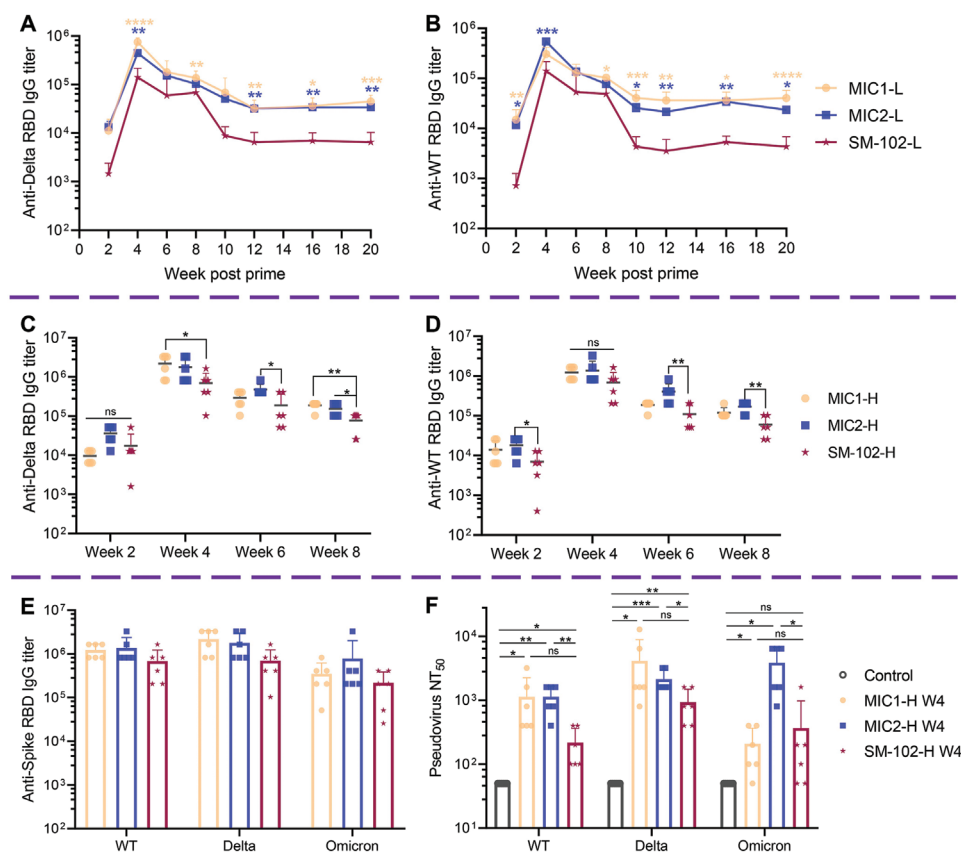 A
Anti-Delta RBD IgG titer
10^6
10^5
10^4
10^3
10^2
****
**
**
**
**
*
**
***
**
0 2 4 6 8 10 12 14 16 18 20
Week post prime
B
Anti-WT RBD IgG titer
10^6
10^5
10^4
10^3
10^2
**
*
***
*
***
*
**
**
*
**
****
*
0 2 4 6 8 10 12 14 16 18 20
Week post prime
MIC1-L
MIC2-L
SM-102-L
C
Anti-Delta RBD IgG titer
10^7
10^6
10^5
10^4
10^3
10^2
ns
*
*
**
*
Week 2 Week 4 Week 6 Week 8
D
Anti-WT RBD IgG titer
10^7
10^6
10^5
10^4
10^3
10^2
*
ns
**
**
Week 2 Week 4 Week 6 Week 8
MIC1-H
MIC2-H
SM-102-H
E
Anti-Spike RBD IgG titer
10^7
10^6
10^5
10^4
10^3
10^2
WT Delta Omicron
F
Pseudovirus NT50
10^4
10^3
10^2
10^1
*
** **
* ns
**
*** *
* ns
ns
* *
* ns
WT Delta Omicron
Control
MIC1-H W4
MIC2-H W4
SM-102-H W4